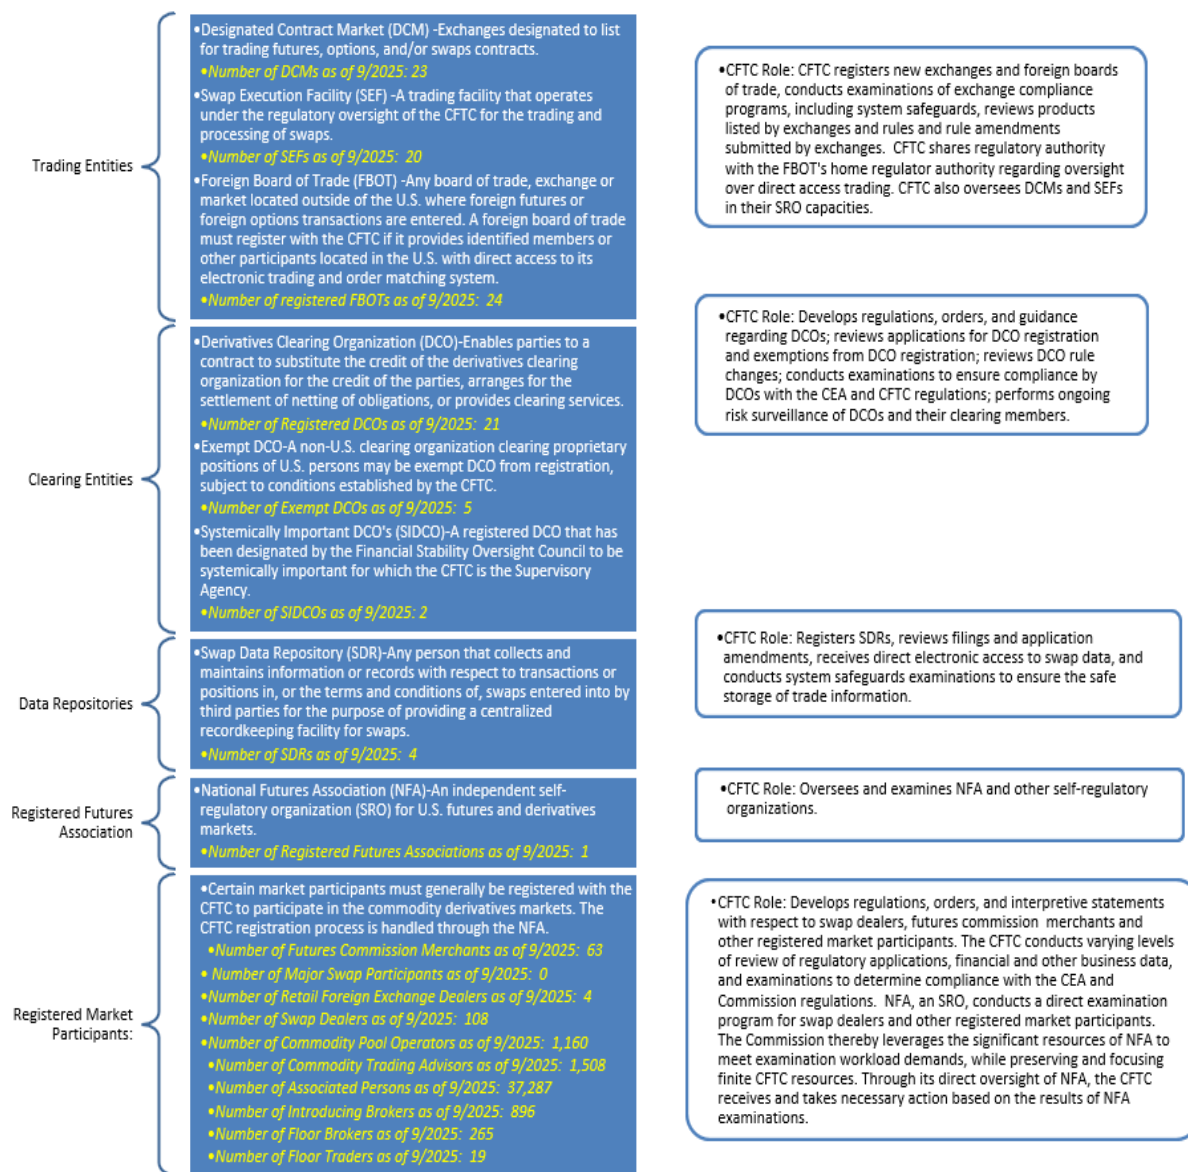 Trading Entities
•Designated Contract Market (DCM) -Exchanges designated to list
for trading futures, options, and/or swaps contracts.
•Number of DCMs as of 9/2025: 23
•Swap Execution Facility (SEF) -A trading facility that operates
under the regulatory oversight of the CFTC for the trading and
processing of swaps.
•Number of SEFs as of 9/2025: 20
•Foreign Board of Trade (FBOT) -Any board of trade, exchange or
market located outside of the U.S. where foreign futures or
foreign options transactions are entered. A foreign board of trade
must register with the CFTC if it provides identified members or
other participants located in the U.S. with direct access to its
electronic trading and order matching system.
•Number of registered FBOTs as of 9/2025: 24
•CFTC Role: CFTC registers new exchanges and foreign boards
of trade, conducts examinations of exchange compliance
programs, including system safeguards, reviews products
listed by exchanges and rules and rule amendments
submitted by exchanges. CFTC shares regulatory authority
with the FBOT's home regulator authority regarding oversight
over direct access trading. CFTC also oversees DCMs and SEFs
in their SRO capacities.
Clearing Entities
•Derivatives Clearing Organization (DCO)-Enables parties to a
contract to substitute the credit of the derivatives clearing
organization for the credit of the parties, arranges for the
settlement of netting of obligations, or provides clearing services.
•Number of Registered DCOs as of 9/2025: 21
•Exempt DCO-A non-U.S. clearing organization clearing proprietary
positions of U.S. persons may be exempt DCO from registration,
subject to conditions established by the CFTC.
•Number of Exempt DCOs as of 9/2025: 5
•Systemically Important DCO's (SIDCO)-A registered DCO that has
been designated by the Financial Stability Oversight Council to be
systemically important for which the CFTC is the Supervisory
Agency.
•Number of SIDCOs as of 9/2025: 2
•CFTC Role: Develops regulations, orders, and guidance
regarding DCOs; reviews applications for DCO registration
and exemptions from DCO registration; reviews DCO rule
changes; conducts examinations to ensure compliance by
DCOs with the CEA and CFTC regulations; performs ongoing
risk surveillance of DCOs and their clearing members.
Data Repositories
•Swap Data Repository (SDR)-Any person that collects and
maintains information or records with respect to transactions or
positions in, or the terms and conditions of, swaps entered into by
third parties for the purpose of providing a centralized
recordkeeping facility for swaps.
•Number of SDRs as of 9/2025: 4
•CFTC Role: Registers SDRs, reviews filings and application
amendments, receives direct electronic access to swap data, and
conducts system safeguards examinations to ensure the safe
storage of trade information.
Registered Futures
Association
•National Futures Association (NFA)-An independent self-
regulatory organization (SRO) for U.S. futures and derivatives
markets.
•Number of Registered Futures Associations as of 9/2025: 1
•CFTC Role: Oversees and examines NFA and other self-regulatory
organizations.
Registered Market
Participants:
•Certain market participants must generally be registered with the
CFTC to participate in the commodity derivatives markets. The
CFTC registration process is handled through the NFA.
•Number of Futures Commission Merchants as of 9/2025: 63
• Number of Major Swap Participants as of 9/2025: 0
•Number of Retail Foreign Exchange Dealers as of 9/2025: 4
•Number of Swap Dealers as of 9/2025: 108
•Number of Commodity Pool Operators as of 9/2025: 1,160
•Number of Commodity Trading Advisors as of 9/2025: 1,508
•Number of Associated Persons as of 9/2025: 37,287
•Number of Introducing Brokers as of 9/2025: 896
•Number of Floor Brokers as of 9/2025: 265
•Number of Floor Traders as of 9/2025: 19
•CFTC Role: Develops regulations, orders, and interpretive statements
with respect to swap dealers, futures commission merchants and
other registered market participants. The CFTC conducts varying levels
of review of regulatory applications, financial and other business data,
and examinations to determine compliance with the CEA and
Commission regulations. NFA, an SRO, conducts a direct examination
program for swap dealers and other registered market participants.
The Commission thereby leverages the significant resources of NFA to
meet examination workload demands, while preserving and focusing
finite CFTC resources. Through its direct oversight of NFA, the CFTC
receives and takes necessary action based on the results of NFA
examinations.